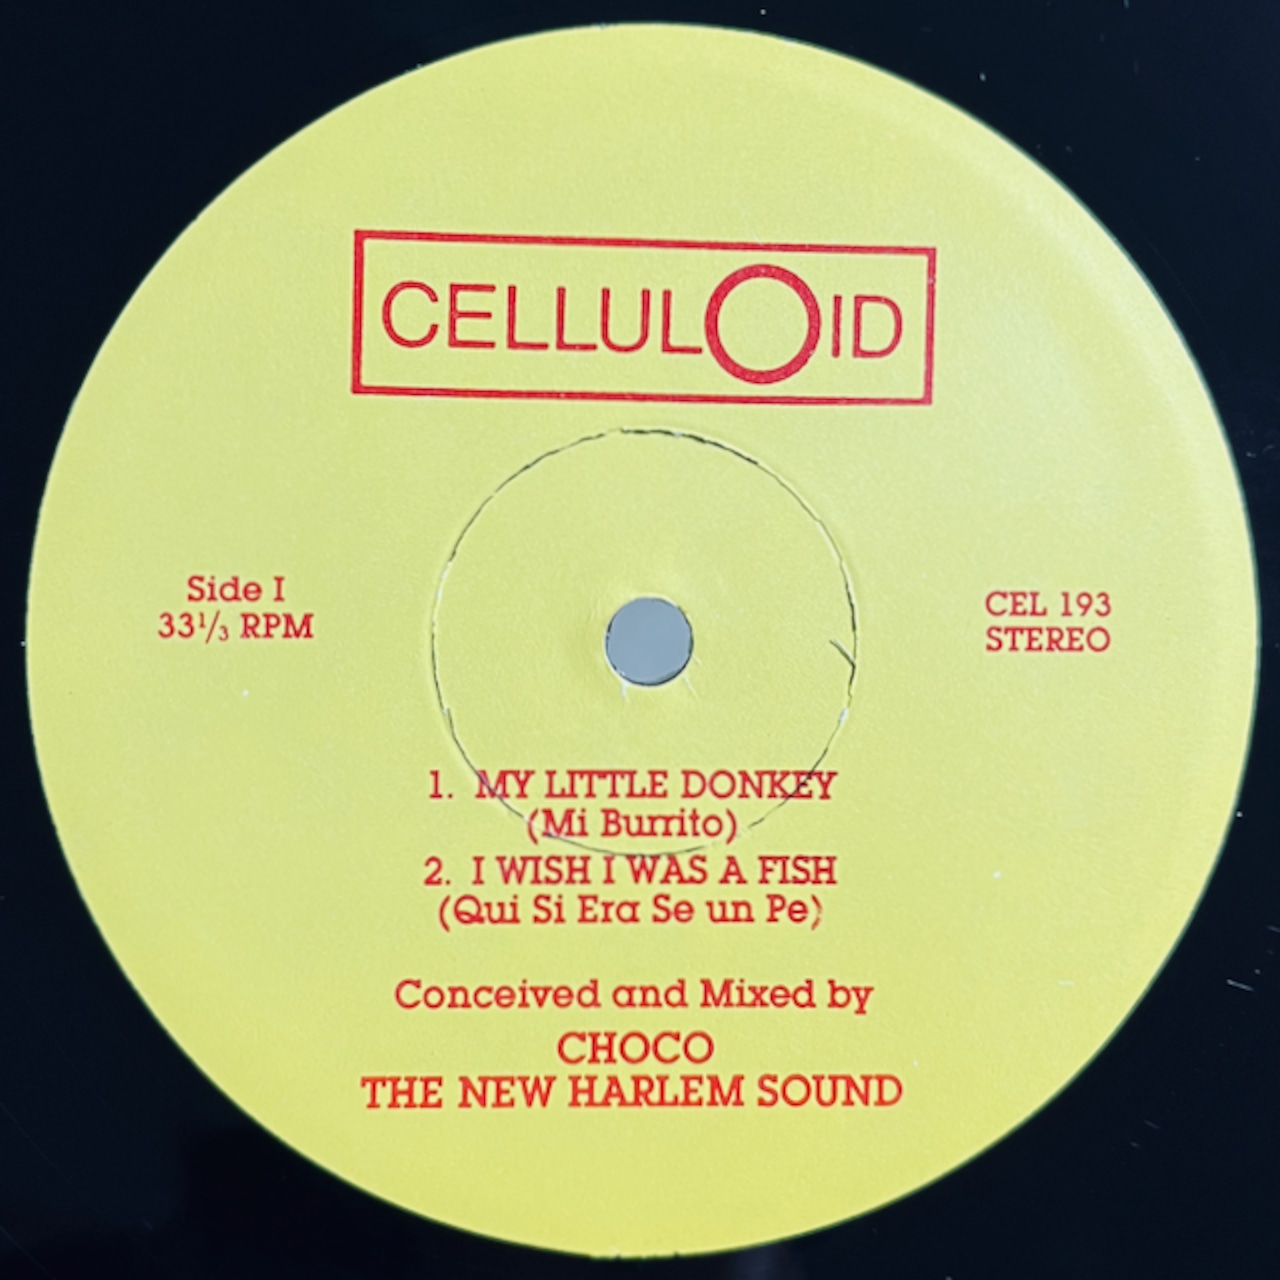 CELLULOID
Side I
33⅓ RPM
CEL 193
STEREO
1. MY LITTLE DONKEY
(Mi Burrito)
2. I WISH I WAS A FISH
(Qui Si Era Se un Pe)
Conceived and Mixed by
CHOCO
THE NEW HARLEM SOUND